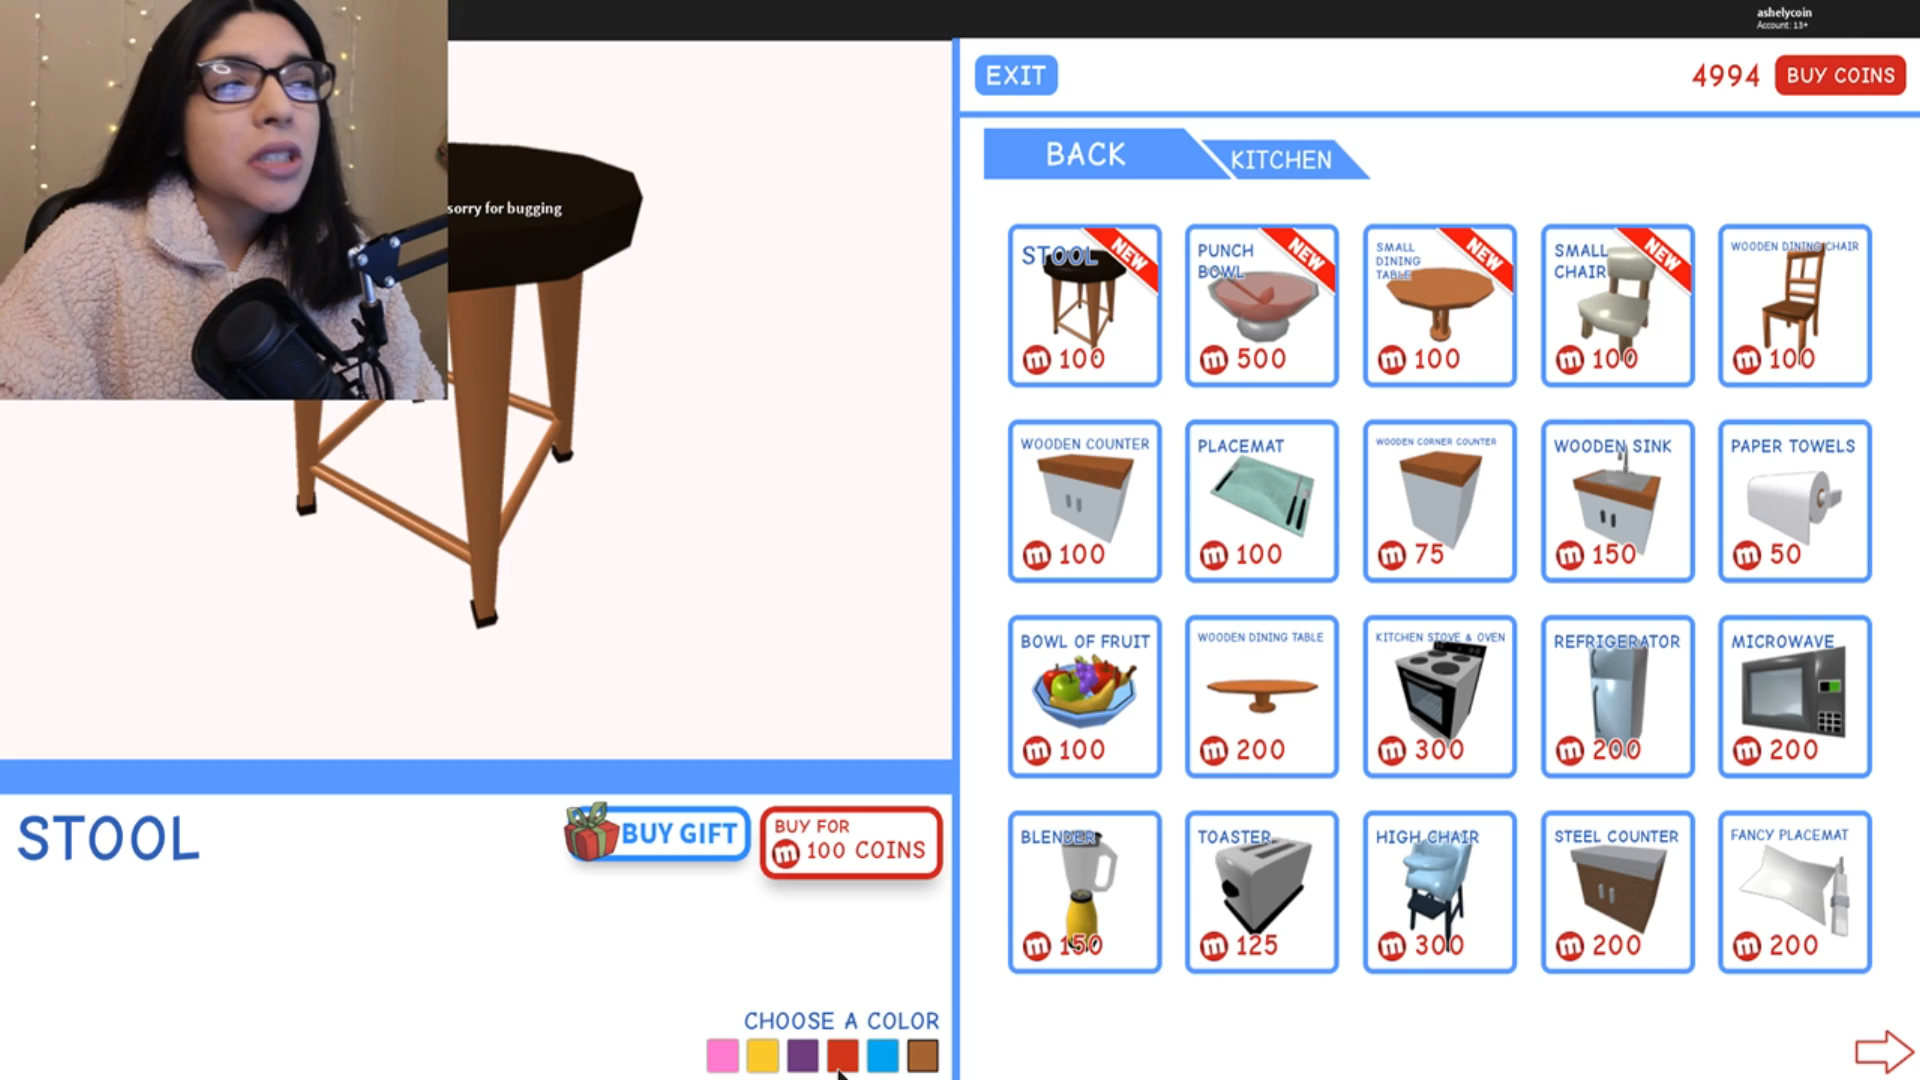 ashelycoin
Account: 13+
EXIT
4994
BUY COINS
BACK
KITCHEN
sorry for bugging
STOOL
NEW
m 100
PUNCH
BOWL
NEW
m 500
SMALL
DINING
TABLE
NEW
m 100
SMALL
CHAIR
NEW
m 100
WOODEN DINING CHAIR
m 100
WOODEN COUNTER
m 100
PLACEMAT
m 100
WOODEN CORNER COUNTER
m 75
WOODEN SINK
m 150
PAPER TOWELS
m 50
BOWL OF FRUIT
m 100
WOODEN DINING TABLE
m 200
KITCHEN STOVE & OVEN
m 300
REFRIGERATOR
m 200
MICROWAVE
m 200
BLENDER
m 150
TOASTER
m 125
HIGH CHAIR
m 300
STEEL COUNTER
m 200
FANCY PLACEMAT
m 200
STOOL
BUY GIFT
BUY FOR
m 100 COINS
CHOOSE A COLOR